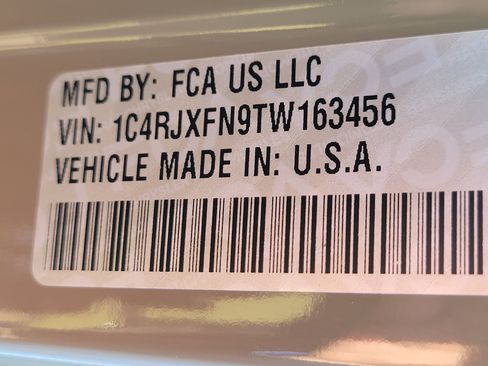 MFD BY: FCA US LLC
VIN: 1C4RJXFN9TW163456
VEHICLE MADE IN: U.S.A.